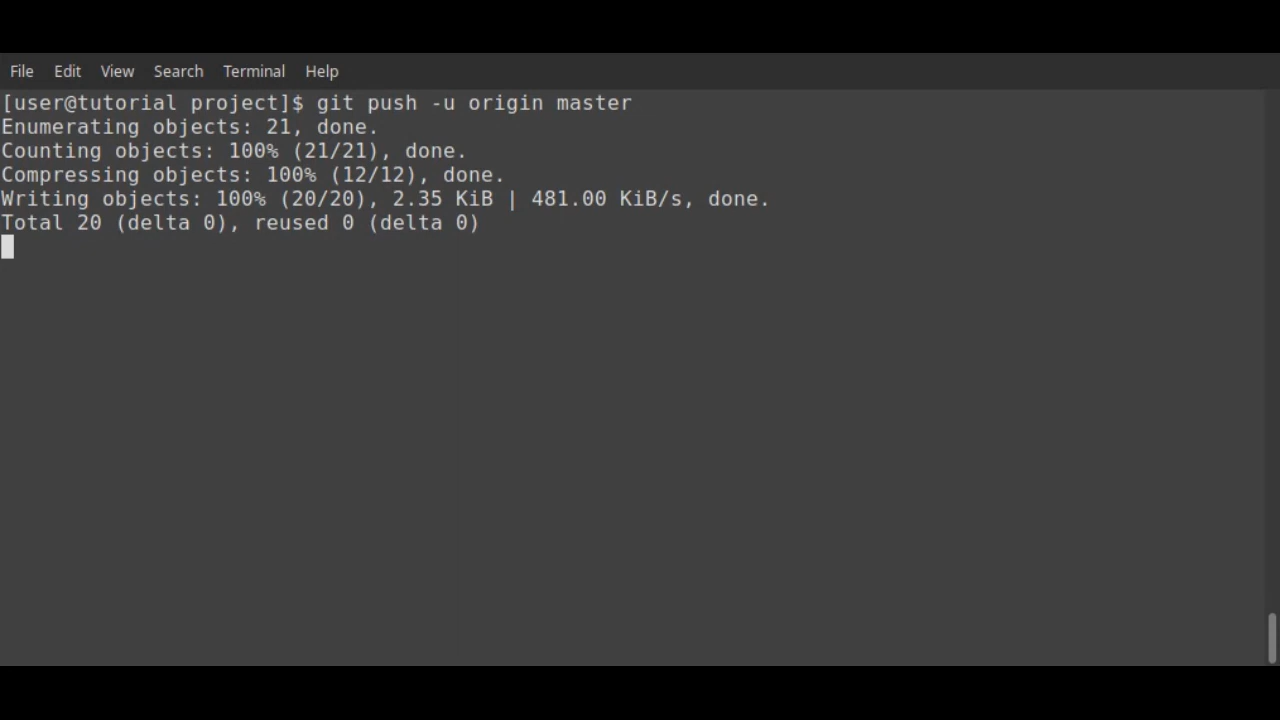 File Edit View Search Terminal Help
[user@tutorial project]$ git push -u origin master
Enumerating objects: 21, done.
Counting objects: 100% (21/21), done.
Compressing objects: 100% (12/12), done.
Writing objects: 100% (20/20), 2.35 KiB | 481.00 KiB/s, done.
Total 20 (delta 0), reused 0 (delta 0)